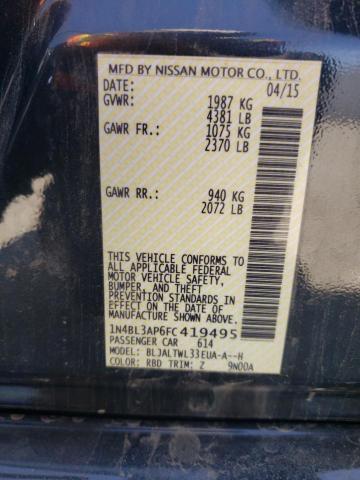 MFD BY NISSAN MOTOR CO., LTD.
DATE: 04/15
GVWR: 1987 KG
4381 LB
GAWR FR: 1075 KG
2370 LB
GAWR RR: 940 KG
2072 LB
THIS VEHICLE CONFORMS TO
ALL APPLICABLE FEDERAL
MOTOR VEHICLE SAFETY,
BUMPER, AND THEFT
PREVENTION STANDARDS IN
EFFECT ON THE DATE OF
MANUFACTURE SHOWN ABOVE.
1N4BL3AP6FC419495
PASSENGER CAR 614
MODEL: BLJALTWL33EUA-A--H
COLOR: RBD TRIM: Z 9N00A